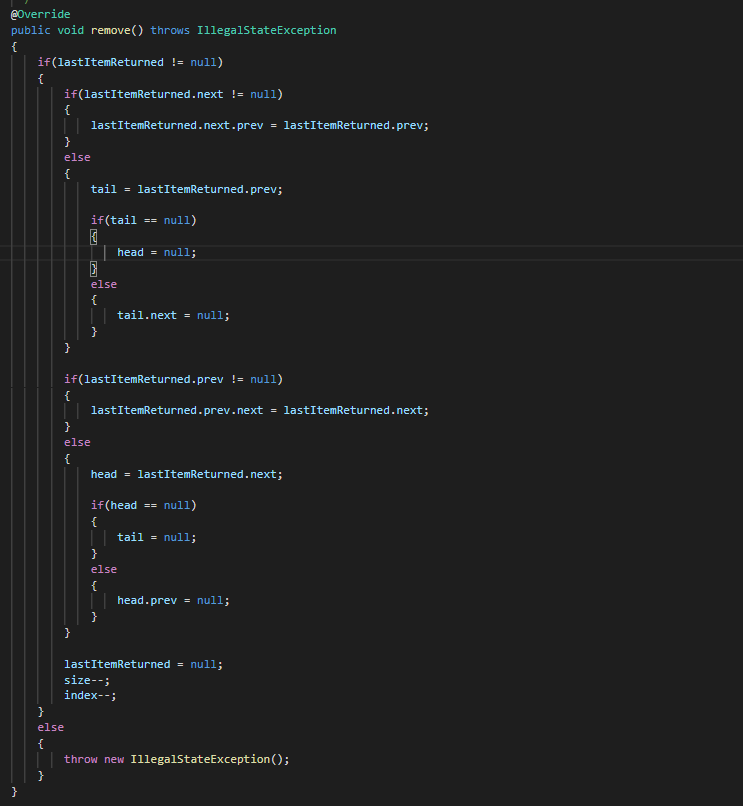 @Override
public void remove() throws IllegalStateException
{
if(lastItemReturned != null)
{
if(lastItemReturned.next != null)
{
lastItemReturned.next.prev = lastItemReturned.prev;
}
else
{
tail = lastItemReturned.prev;
if(tail == null)
{
head = null;
}
else
{
tail.next = null;
}
}
if(lastItemReturned.prev != null)
{
lastItemReturned.prev.next = lastItemReturned.next;
}
else
{
head = lastItemReturned.next;
if(head == null)
{
tail = null;
}
else
{
head.prev = null;
}
}
lastItemReturned = null;
size--;
index--;
}
else
{
throw new IllegalStateException();
}
}